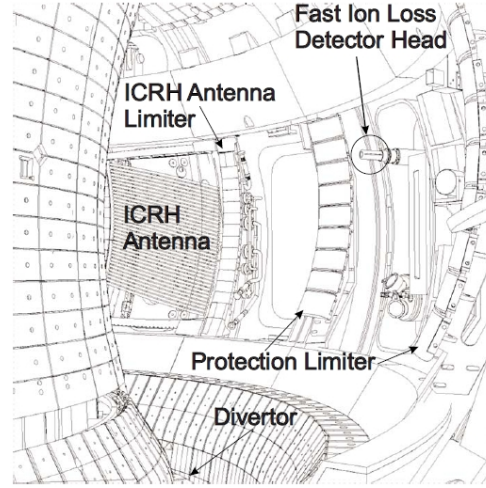 Fast Ion Loss
Detector Head
ICRH Antenna
Limiter
ICRH
Antenna
Protection Limiter
Divertor